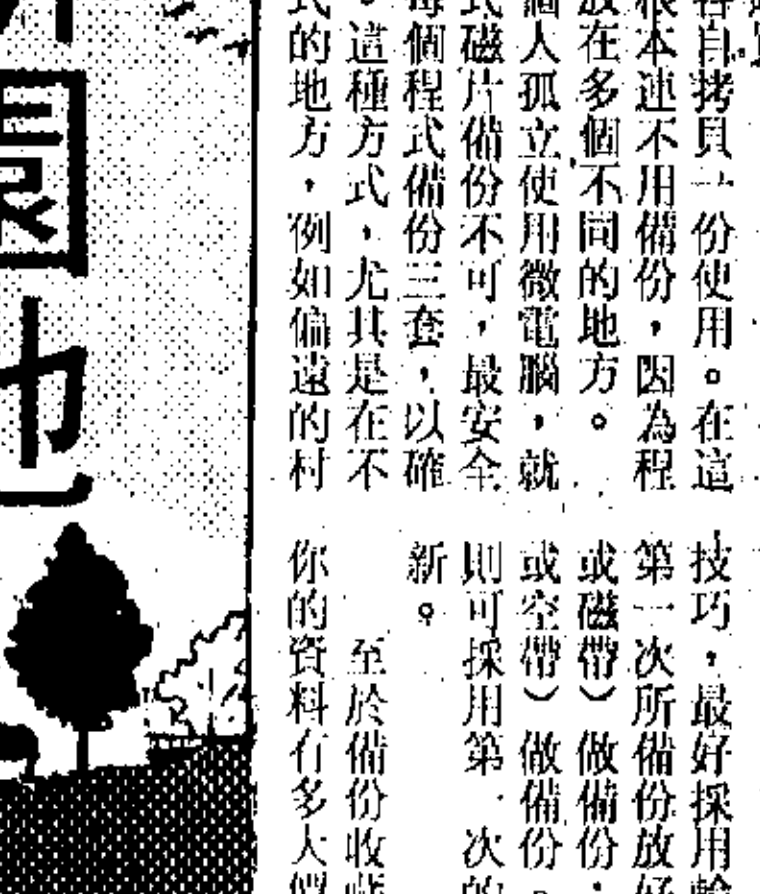 各自拷貝一份使用。在這
根本連不用備份，因為程
放在多個不同的地方。
個人孤立使用微電腦，就
式磁片備份不可，最安全
每個程式備份三套，以確
。這種方式，尤其是在不
式的地方，例如偏遠的村
技巧，最好採用輪
第一次所備份放好
或磁帶）做備份，
或空帶）做備份。
則可採用第 次的
新。
至於備份收
你的資料有多大價
園地